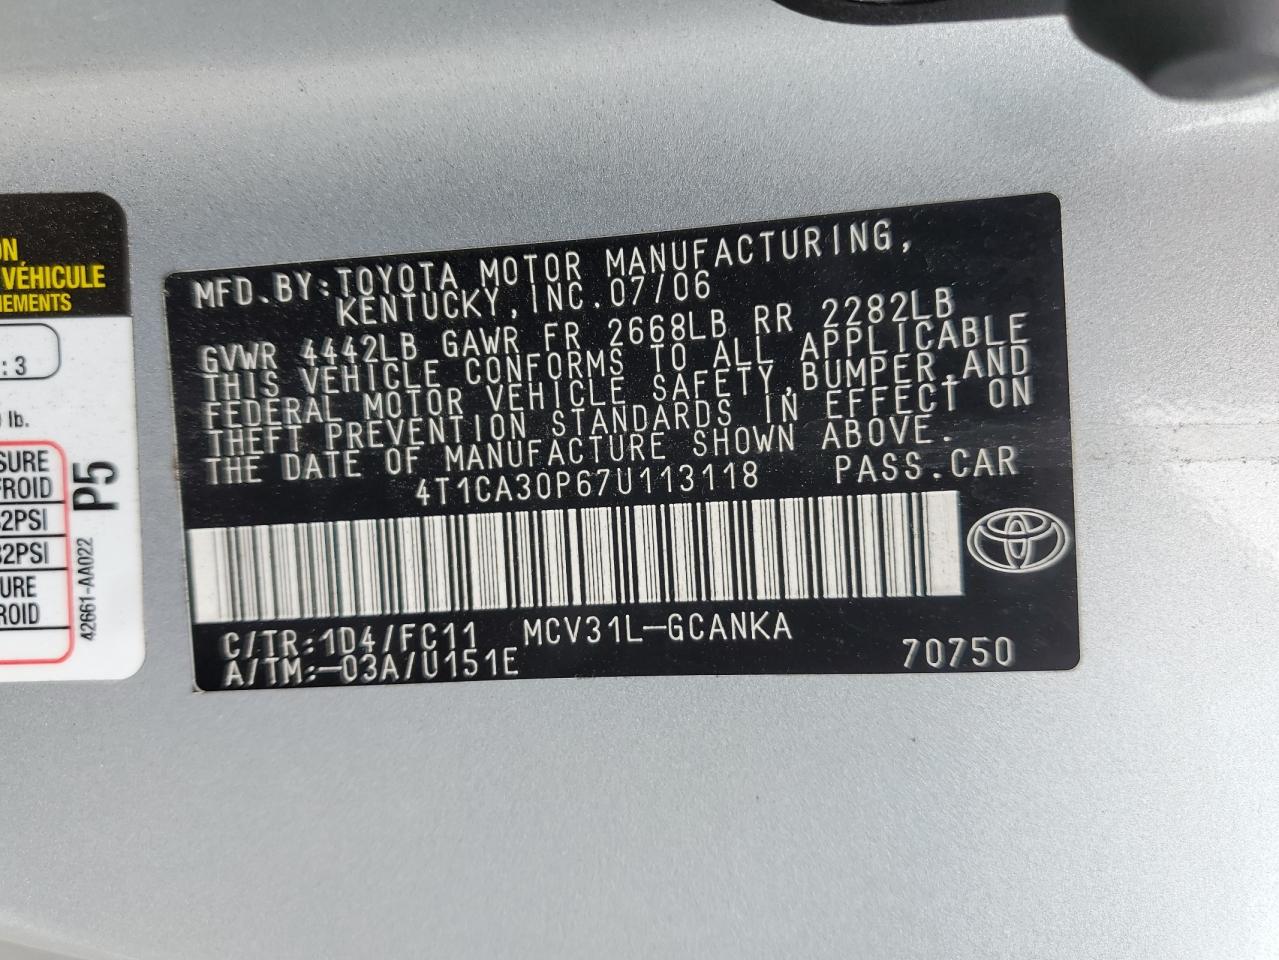 ON
VÉHICULE
NEMENTS
: 3
lb.
SURE
FROID
32PSI
32PSI
URE
ROID
P5
42661-AA022
MFD.BY:TOYOTA MOTOR MANUFACTURING,
KENTUCKY,INC.07/06
GVWR 4442LB GAWR FR 2668LB RR 2282LB
THIS VEHICLE CONFORMS TO ALL APPLICABLE
FEDERAL MOTOR VEHICLE SAFETY,BUMPER,AND
THEFT PREVENTION STANDARDS IN EFFECT ON
THE DATE OF MANUFACTURE SHOWN ABOVE.
4T1CA30P67U113118 PASS.CAR
C/TR:1D4/FC11 MCV31L-GCANKA
A/TM:-03A/U151E 70750